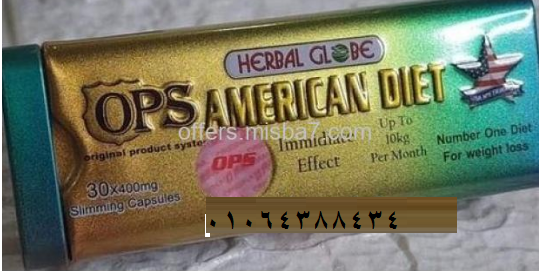 HERBAL GLOBE
OPS AMERICAN DIET
original product system
OPS
Immidiate
Effect
Up To
10kg
Per Month
Number One Diet
For weight loss
30x400mg
Slimming Capsules
offers.misba7.com
٠١٠٦٤٣٨٨٤٣٤